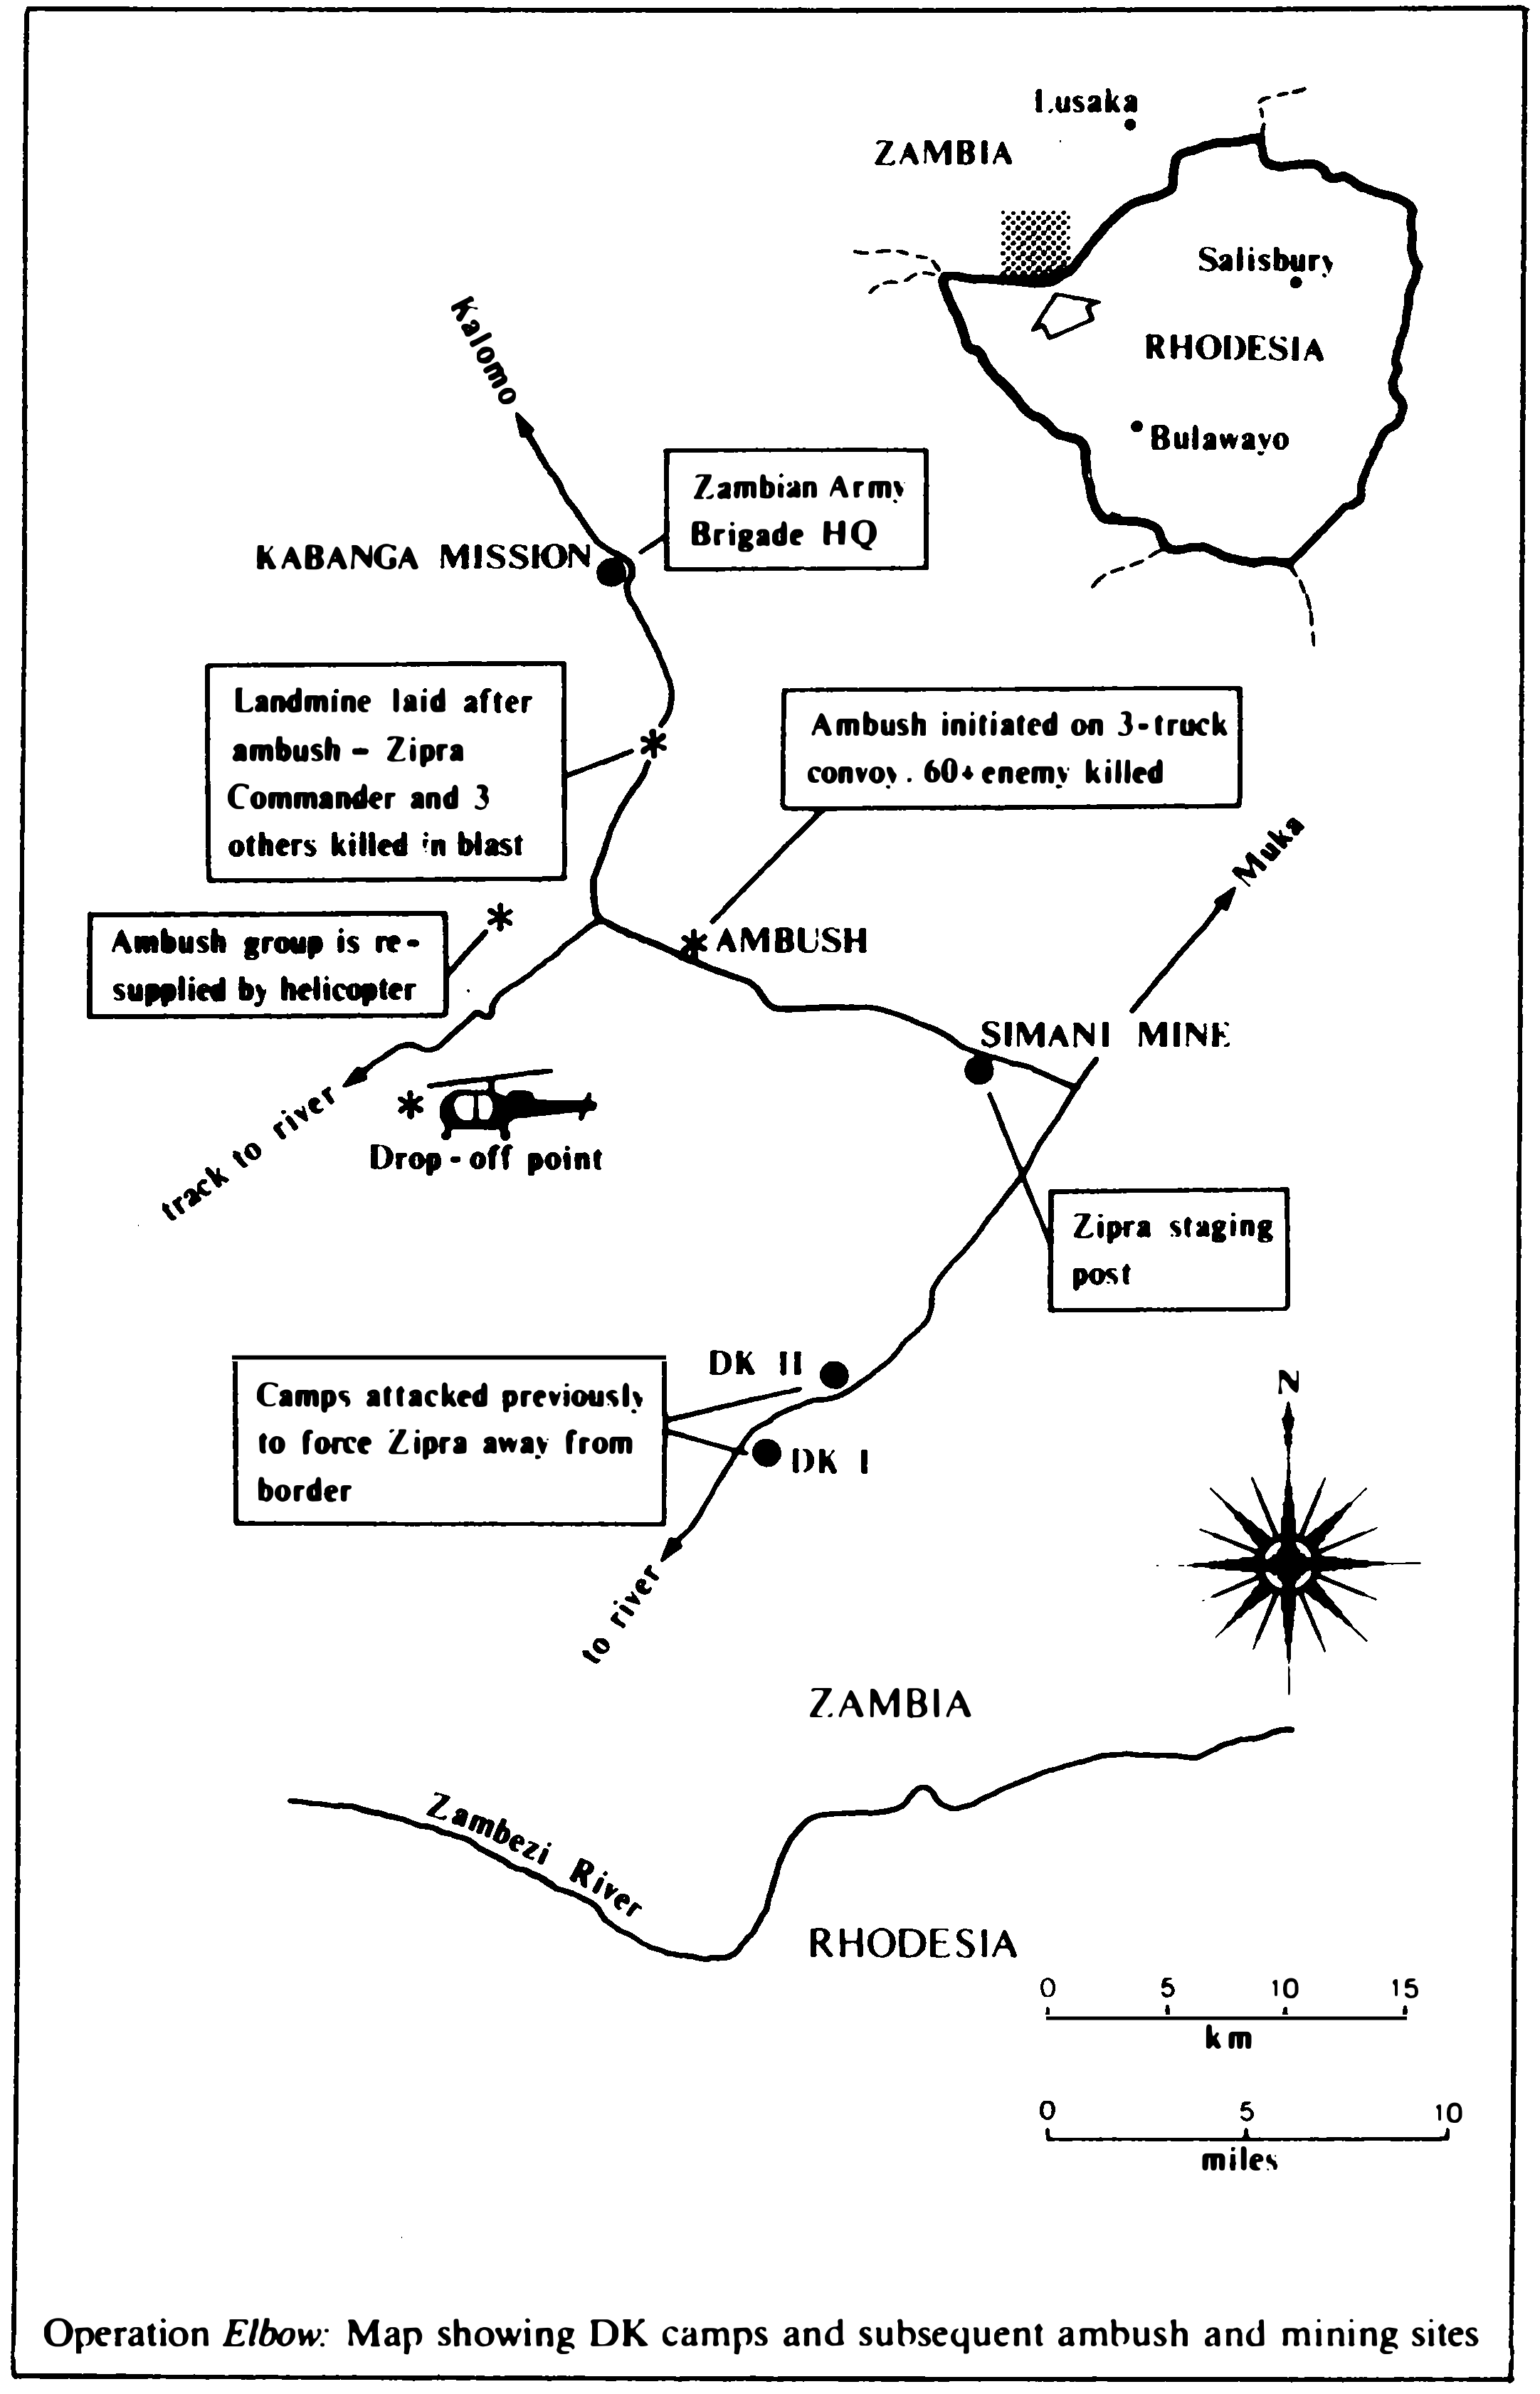 Lusaka
ZAMBIA
Salisbury
RHODESIA
Bulawayo
Kalomo
Zambian Army
Brigade HQ
KABANGA MISSION
Landmine laid after
ambush – Zipra
Commander and 3
others killed in blast
Ambush initiated on 3-truck
convoy. 60+ enemy killed
Muka
Ambush group is re-
supplied by helicopter
AMBUSH
SIMANI MINE
track to river
Drop-off point
Zipra staging
post
DK II
Camps attacked previously
to force Zipra away from
border
DK I
N
to river
ZAMBIA
Zambezi River
RHODESIA
0 5 10 15
km
0 5 10
miles
Operation Elbow: Map showing DK camps and subsequent ambush and mining sites